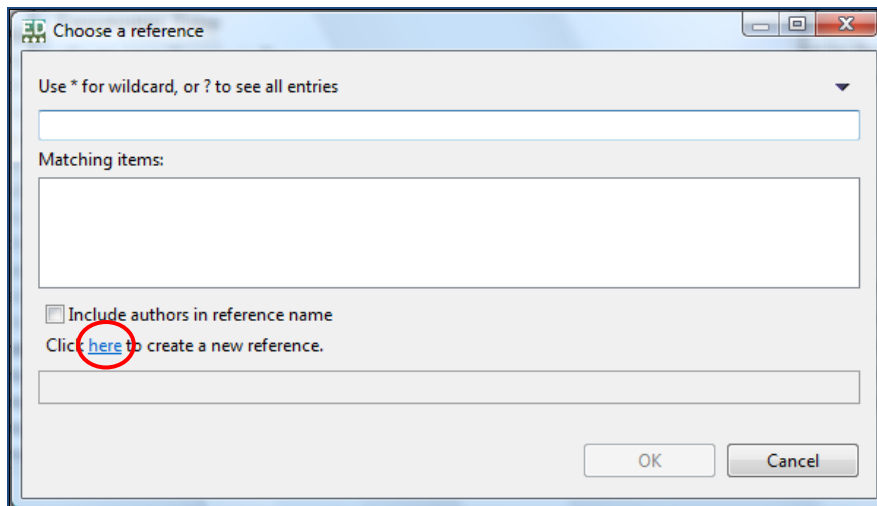 ED Choose a reference
Use * for wildcard, or ? to see all entries
Matching items:
Include authors in reference name
Click here to create a new reference.
OK Cancel